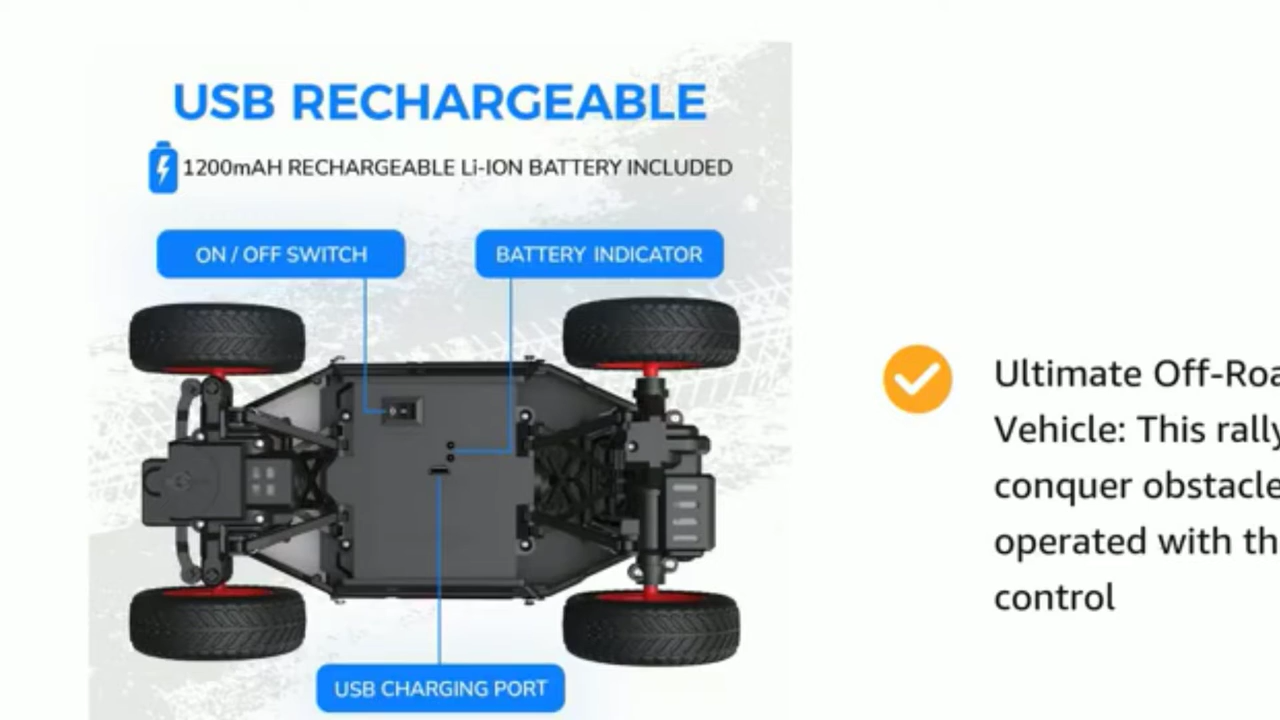 USB RECHARGEABLE
1200mAH RECHARGEABLE Li-ION BATTERY INCLUDED
ON / OFF SWITCH
BATTERY INDICATOR
USB CHARGING PORT
Ultimate Off-Roa
Vehicle: This rally
conquer obstacle
operated with th
control